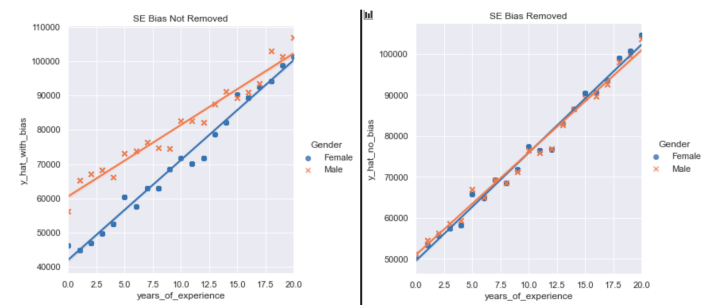 SE Bias Not Removed
110000
100000
90000
80000
70000
60000
50000
40000
y_hat_with_bias
0.0 2.5 5.0 7.5 10.0 12.5 15.0 17.5 20.0
years_of_experience
Gender
Female
Male
SE Bias Removed
100000
90000
80000
70000
60000
50000
y_hat_no_bias
0.0 2.5 5.0 7.5 10.0 12.5 15.0 17.5 20.0
years_of_experience
Gender
Female
Male